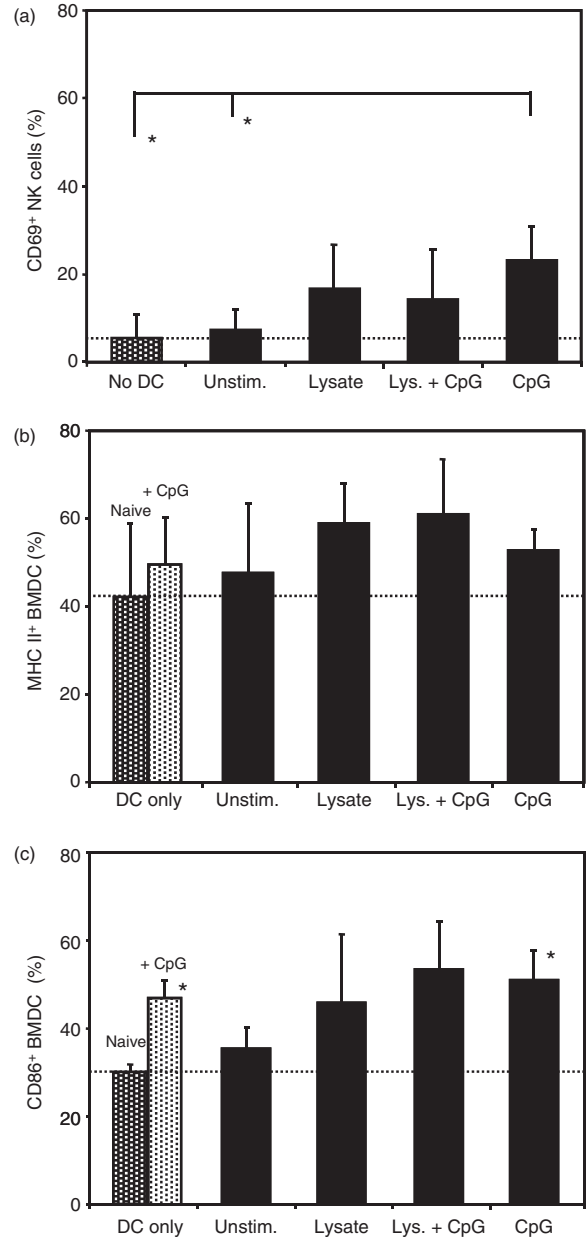 (a)
80
60
40
20
0
CD69⁺ NK cells (%)
*
*
No DC Unstim. Lysate Lys. + CpG CpG
(b)
80
60
40
20
0
MHC II⁺ BMDC (%)
Naive
+ CpG
DC only Unstim. Lysate Lys. + CpG CpG
(c)
80
60
40
20
0
CD86⁺ BMDC (%)
Naive
+ CpG
*
*
DC only Unstim. Lysate Lys. + CpG CpG